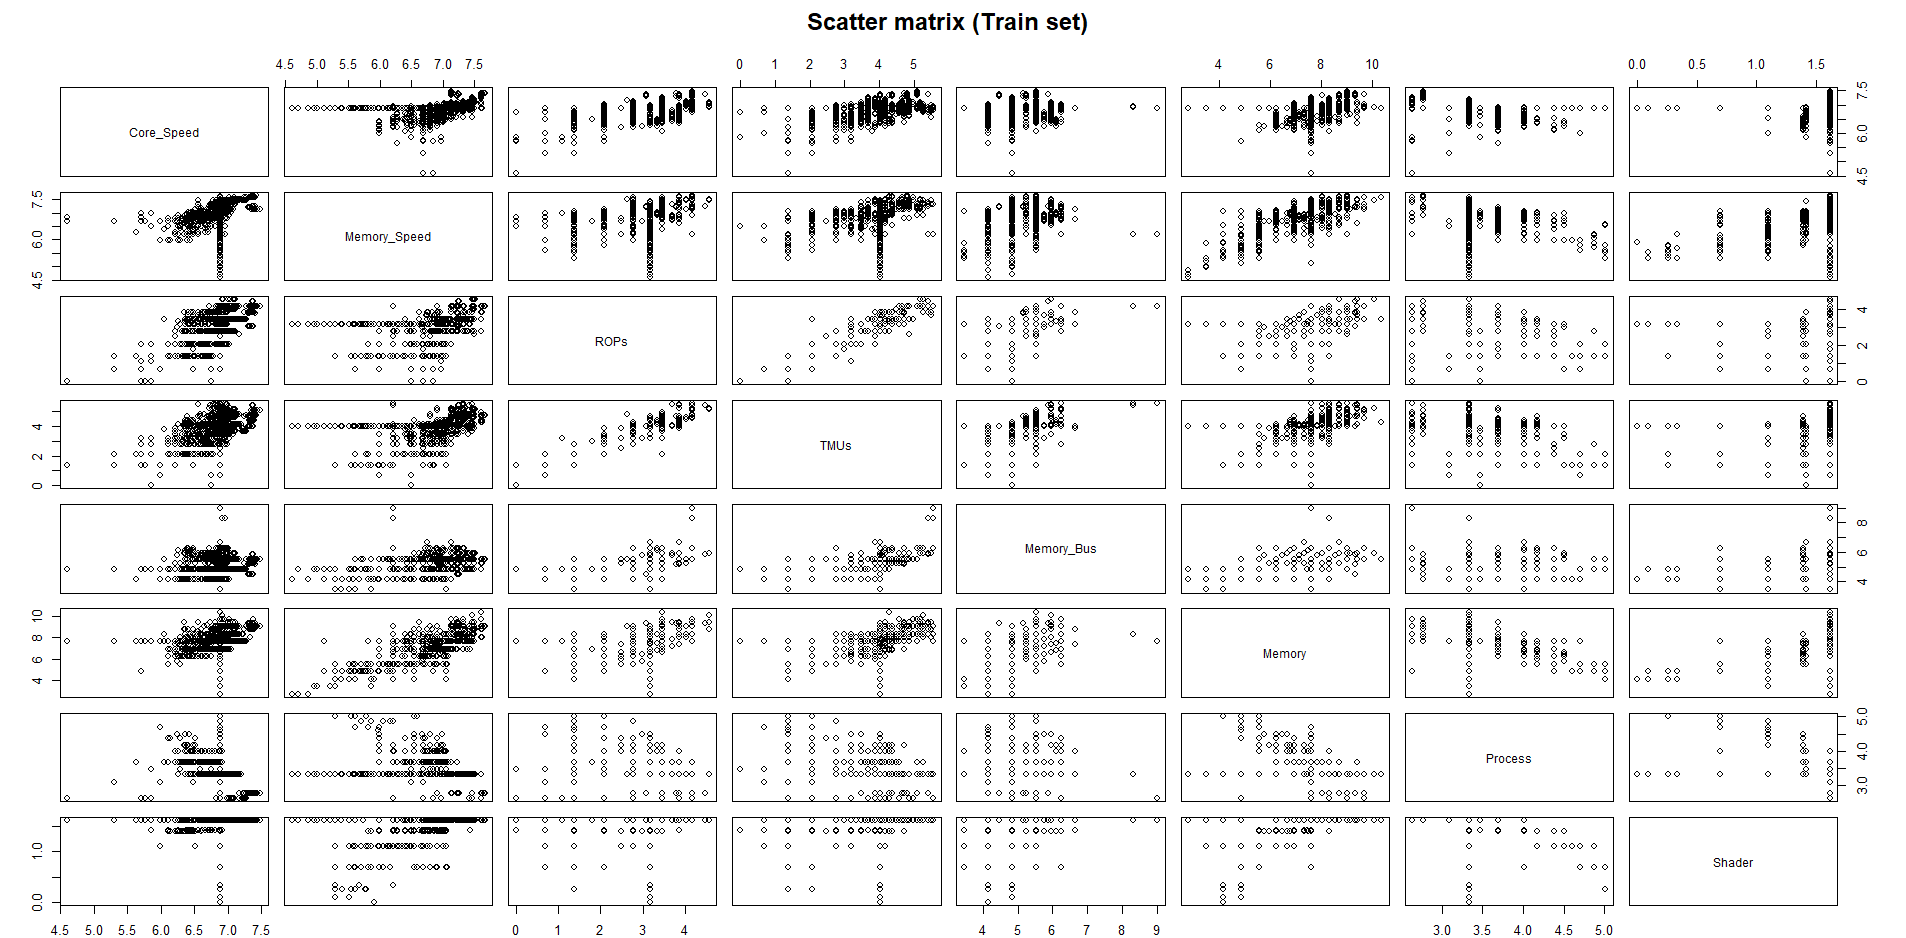 Scatter matrix (Train set)
4.5 5.0 5.5 6.0 6.5 7.0 7.5
0 1 2 3 4 5
4 6 8 10
0.0 0.5 1.5
Core_Speed
4.5 6.0 7.5
Memory_Speed
4.5 6.0 7.5
ROPs
0 2 4
TMUs
0 2 4
Memory_Bus
4 6 8
Memory
4 6 8 10
Process
3.0 4.0 5.0
Shader
0.0 1.0
4.5 5.0 5.5 6.0 6.5 7.0 7.5
0 1 2 3 4
4 5 6 7 8 9
3.0 3.5 4.0 4.5 5.0